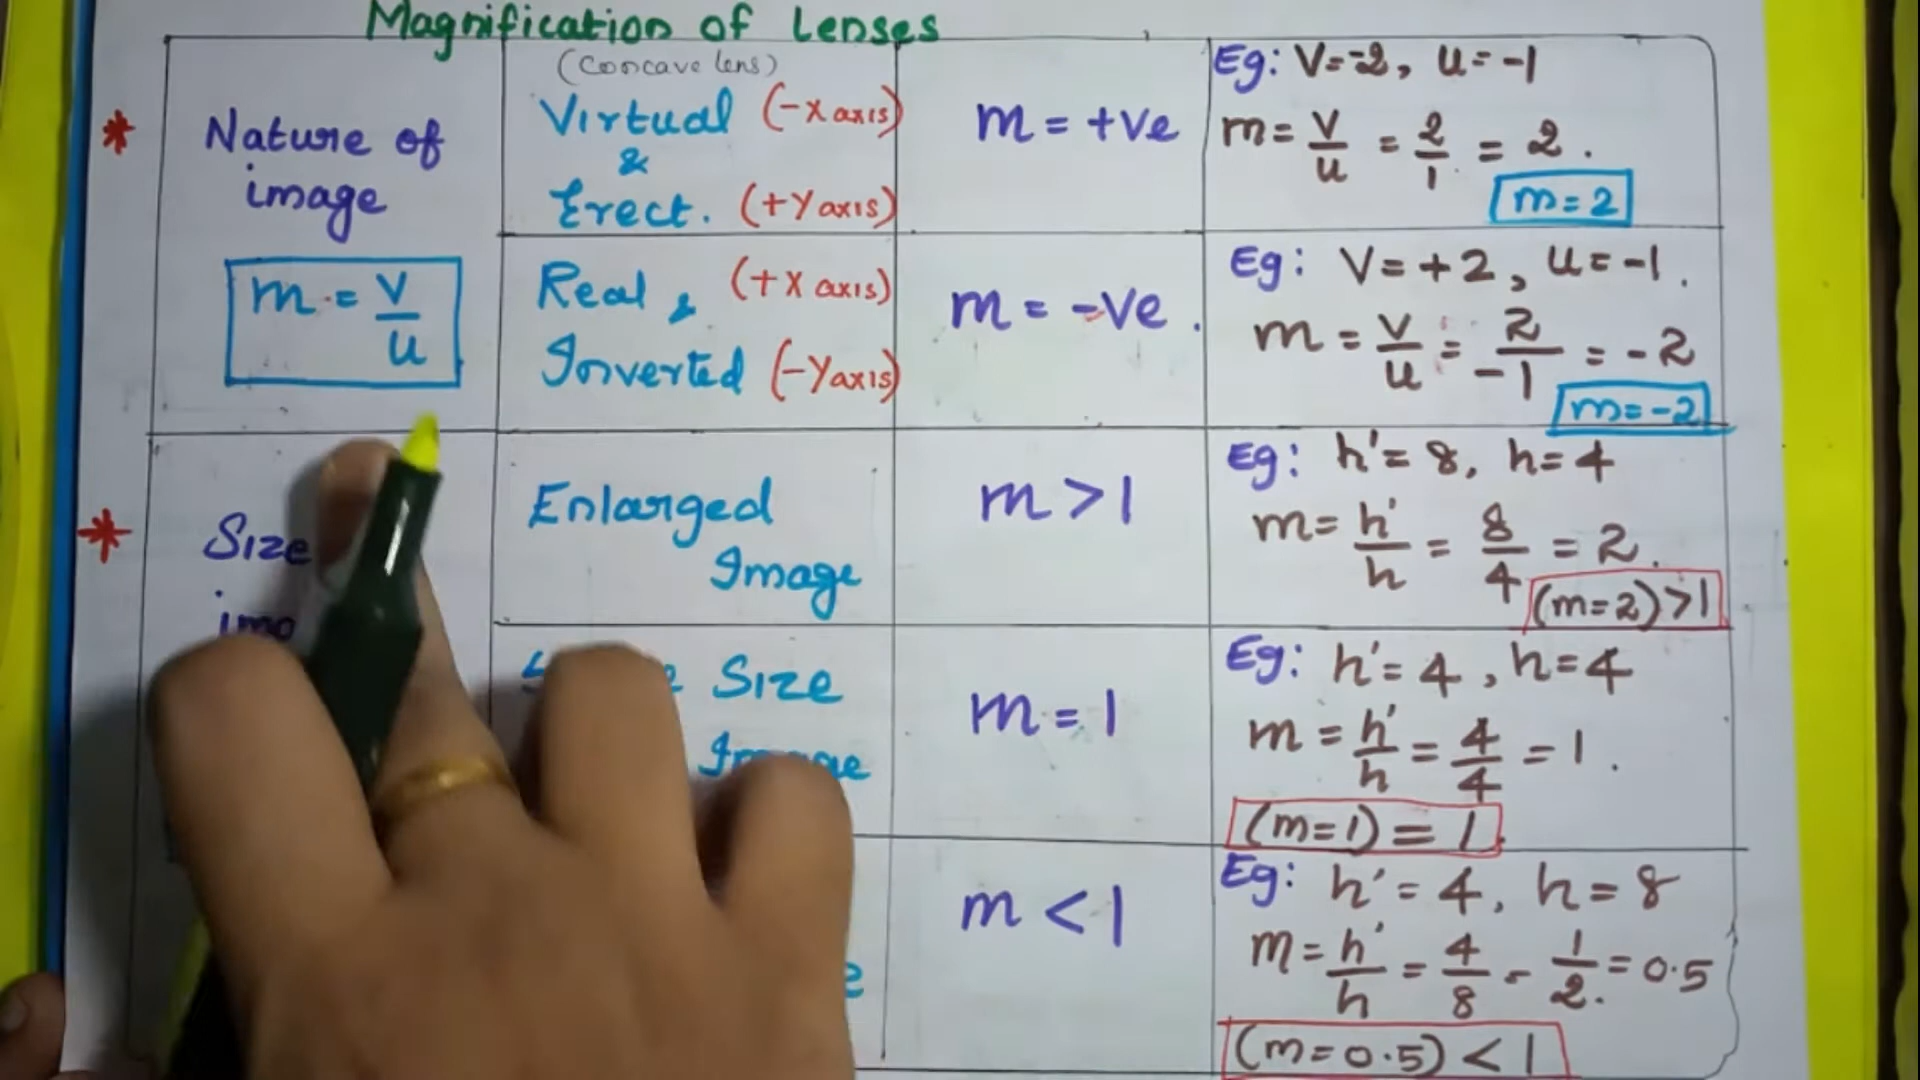 Magnification of Lenses
* Nature of
image
m = v/u
(Concave lens)
Virtual (-X axis)
&
Erect. (+Y axis)
m = +ve
Eg: V=-2, u=-1
m = v/u = 2/1 = 2.
m=2
Real & (+X axis)
Inverted (-Y axis)
m = -ve.
Eg: V=+2, u=-1.
m = v/u = 2/-1 = -2
m=-2
* Size
Enlarged
Image
m > 1
Eg: h'= 8, h=4
m = h'/h = 8/4 = 2.
(m=2)>1
Size
m = 1
Eg: h'= 4, h=4
m = h'/h = 4/4 = 1.
(m=1) = 1
m < 1
Eg: h' = 4, h = 8
m = h'/h = 4/8 = 1/2. = 0.5
(m=0.5) < 1